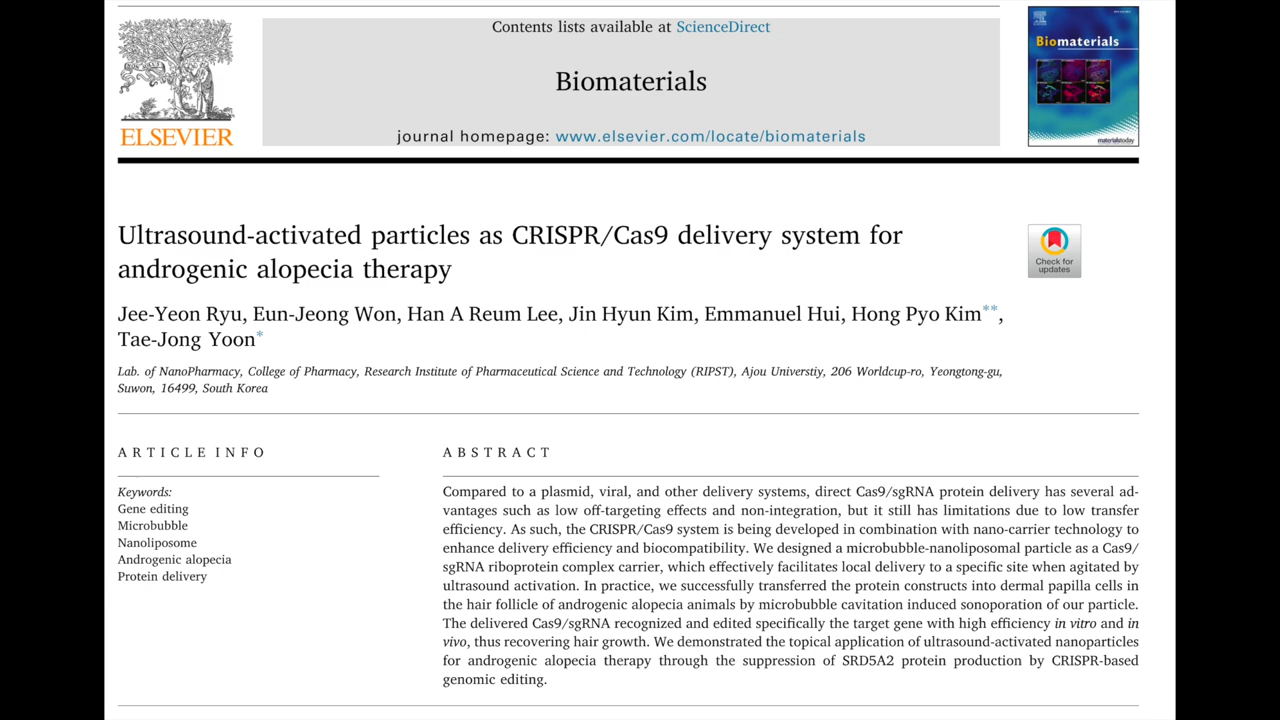 Contents lists available at ScienceDirect
Biomaterials
journal homepage: www.elsevier.com/locate/biomaterials
ELSEVIER
Biomaterials
materialstoday
Ultrasound-activated particles as CRISPR/Cas9 delivery system for
androgenic alopecia therapy
Check for
updates
Jee-Yeon Ryu, Eun-Jeong Won, Han A Reum Lee, Jin Hyun Kim, Emmanuel Hui, Hong Pyo Kim**,
Tae-Jong Yoon*
Lab. of NanoPharmacy, College of Pharmacy, Research Institute of Pharmaceutical Science and Technology (RIPST), Ajou Universtiy, 206 Worldcup-ro, Yeongtong-gu,
Suwon, 16499, South Korea
ARTICLE INFO
Keywords:
Gene editing
Microbubble
Nanoliposome
Androgenic alopecia
Protein delivery
ABSTRACT
Compared to a plasmid, viral, and other delivery systems, direct Cas9/sgRNA protein delivery has several ad-
vantages such as low off-targeting effects and non-integration, but it still has limitations due to low transfer
efficiency. As such, the CRISPR/Cas9 system is being developed in combination with nano-carrier technology to
enhance delivery efficiency and biocompatibility. We designed a microbubble-nanoliposomal particle as a Cas9/
sgRNA riboprotein complex carrier, which effectively facilitates local delivery to a specific site when agitated by
ultrasound activation. In practice, we successfully transferred the protein constructs into dermal papilla cells in
the hair follicle of androgenic alopecia animals by microbubble cavitation induced sonoporation of our particle.
The delivered Cas9/sgRNA recognized and edited specifically the target gene with high efficiency in vitro and in
vivo, thus recovering hair growth. We demonstrated the topical application of ultrasound-activated nanoparticles
for androgenic alopecia therapy through the suppression of SRD5A2 protein production by CRISPR-based
genomic editing.